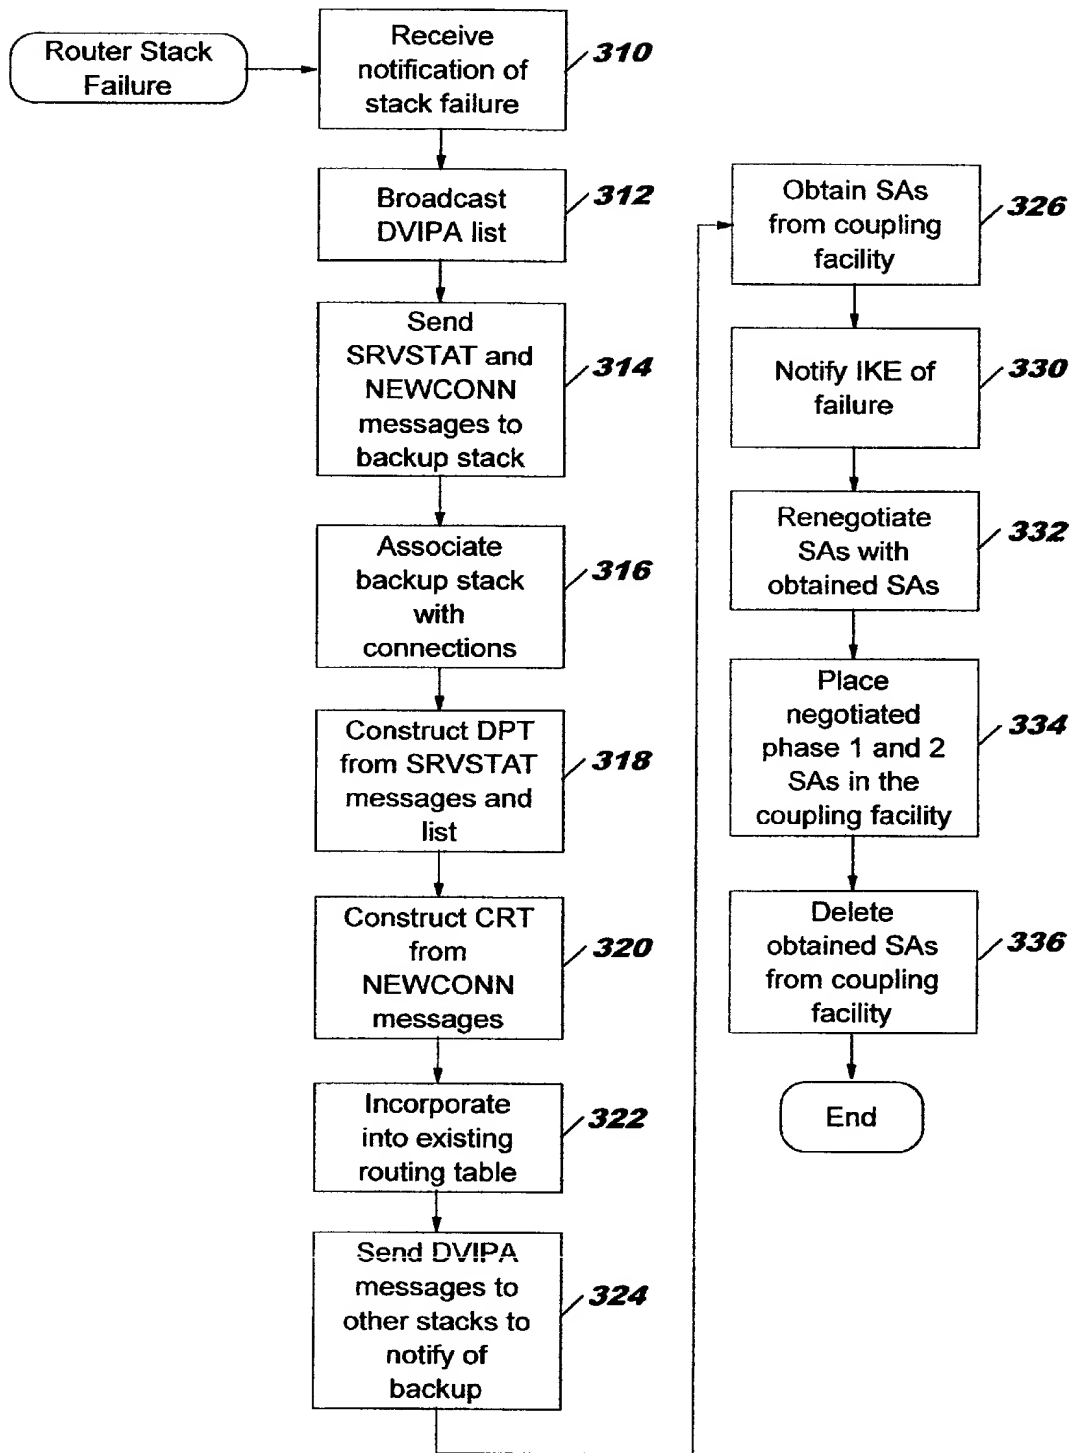 Router Stack
Failure
Receive
notification of
stack failure
310
Broadcast
DVIPA list
312
Send
SRVSTAT and
NEWCONN
messages to
backup stack
314
Associate
backup stack
with
connections
316
Construct DPT
from SRVSTAT
messages and
list
318
Construct CRT
from
NEWCONN
messages
320
Incorporate
into existing
routing table
322
Send DVIPA
messages to
other stacks to
notify of
backup
324
Obtain SAs
from coupling
facility
326
Notify IKE of
failure
330
Renegotiate
SAs with
obtained SAs
332
Place
negotiated
phase 1 and 2
SAs in the
coupling facility
334
Delete
obtained SAs
from coupling
facility
336
End